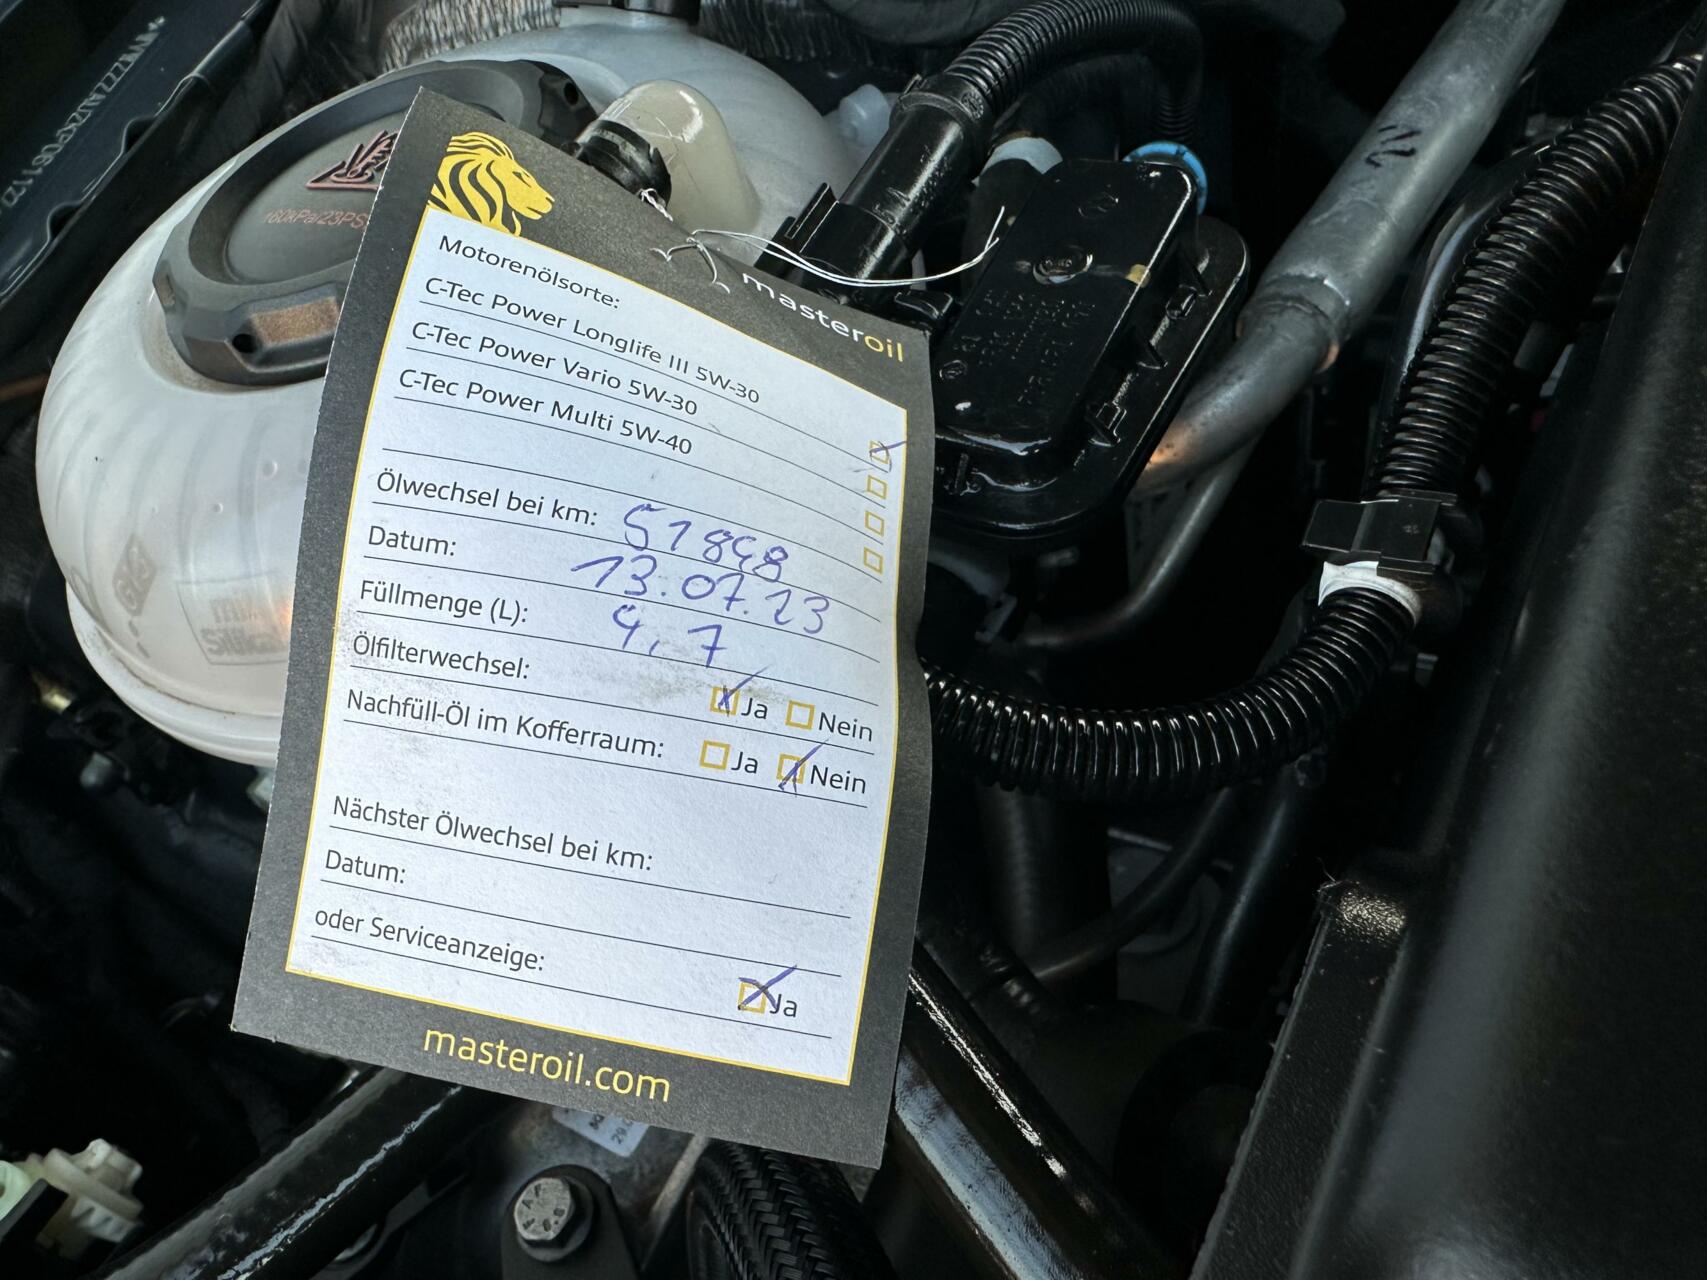 masteroil
Motorenölsorte:
C-Tec Power Longlife III 5W-30
C-Tec Power Vario 5W-30
C-Tec Power Multi 5W-40
Ölwechsel bei km: 51848
Datum: 13.07.23
Füllmenge (L): 4,7
Ölfilterwechsel: Ja Nein
Nachfüll-Öl im Kofferraum: Ja Nein
Nächster Ölwechsel bei km:
Datum:
oder Serviceanzeige: Ja
masteroil.com